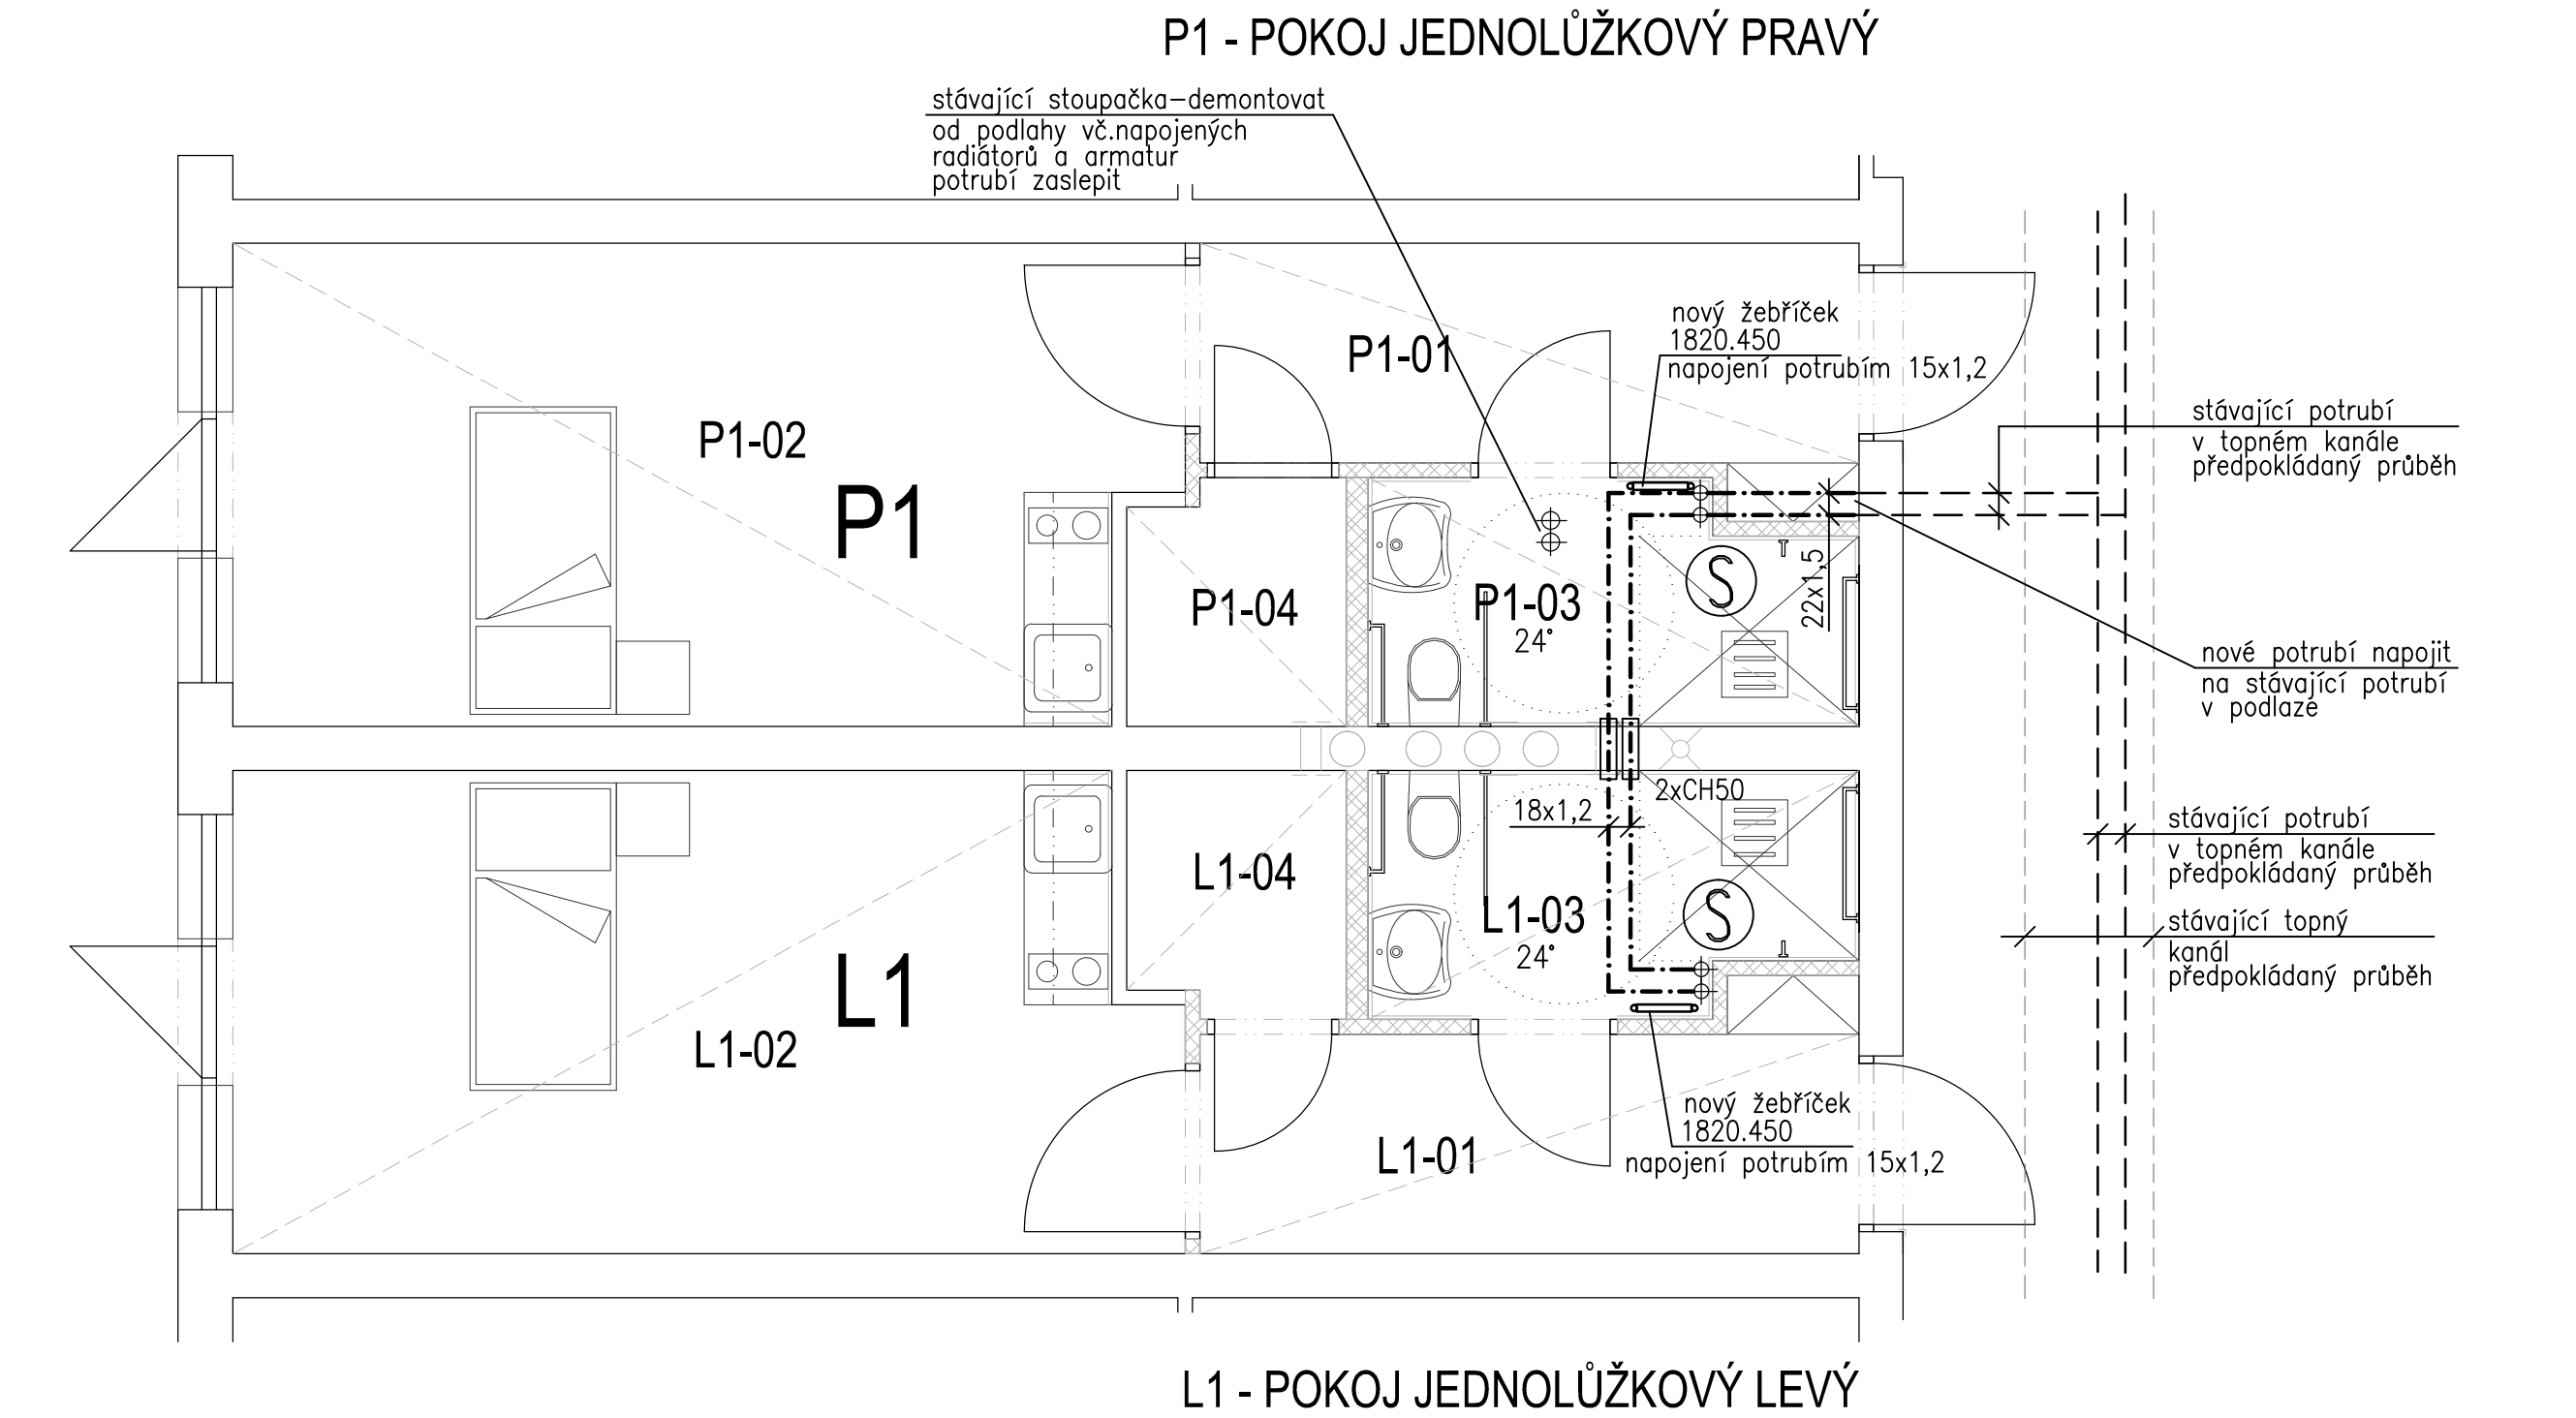 P1 - POKOJ JEDNOLŮŽKOVÝ PRAVÝ
stávající stoupačka-demontovat
od podlahy vč.napojených
radiátorů a armatur
potrubí zaslepit
nový žebříček
1820.450
napojení potrubím 15x1,2
P1-01
stávající potrubí
v topném kanále
předpokládaný průběh
P1-02
P1
P1-04
P1-03
24°
S
22x1,5
nové potrubí napojit
na stávající potrubí
v podlaze
2xCH50
18x1,2
stávající potrubí
v topném kanále
předpokládaný průběh
L1-04
L1-03
24°
S
stávající topný
kanál
předpokládaný průběh
L1
L1-02
nový žebříček
1820.450
napojení potrubím 15x1,2
L1-01
L1 - POKOJ JEDNOLŮŽKOVÝ LEVÝ